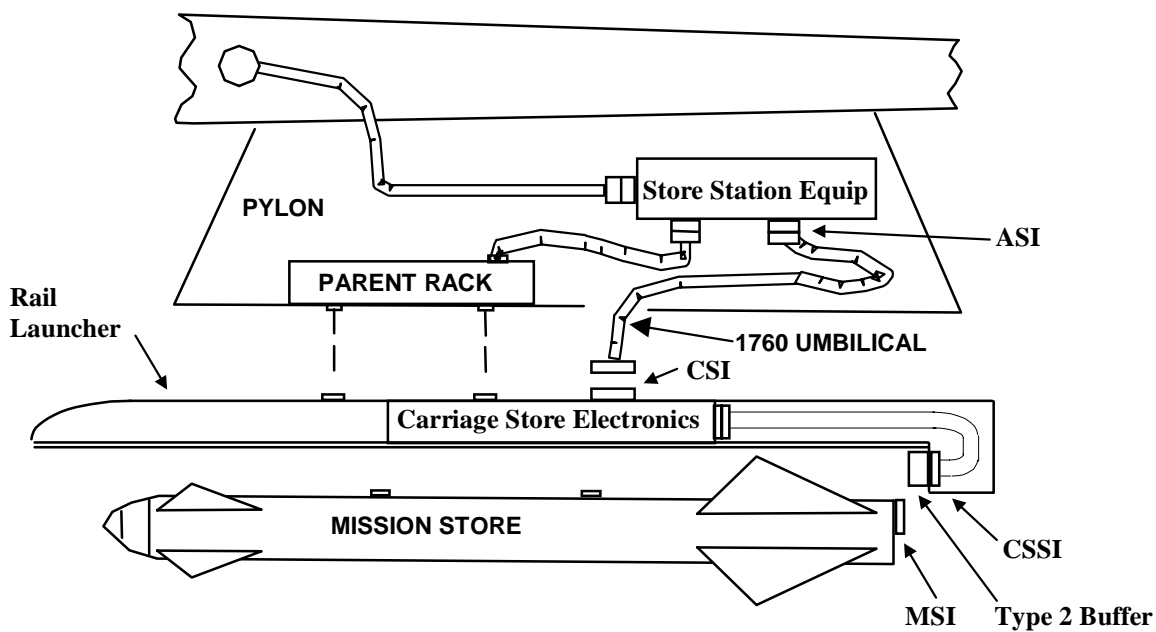 Store Station Equip
PYLON
ASI
PARENT RACK
Rail
Launcher
1760 UMBILICAL
CSI
Carriage Store Electronics
MISSION STORE
CSSI
MSI
Type 2 Buffer